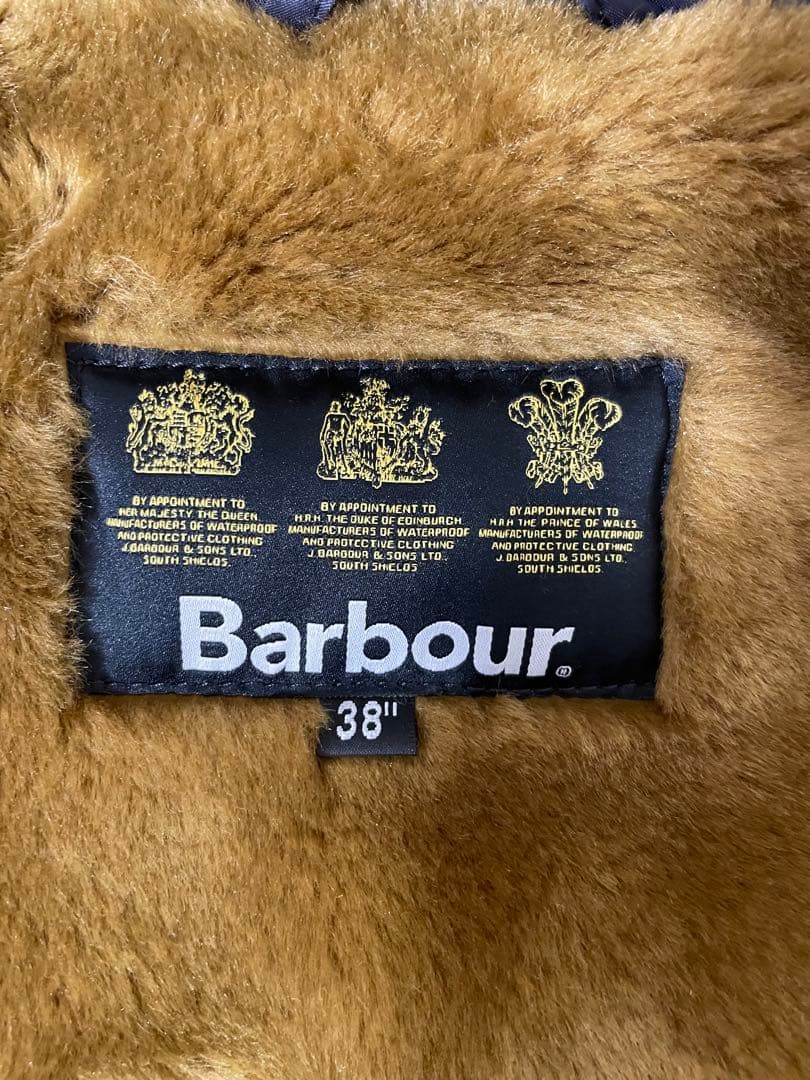 BY APPOINTMENT TO
HER MAJESTY THE QUEEN
MANUFACTURERS OF WATERPROOF
AND PROTECTIVE CLOTHING
J.BARBOUR & SONS LTD.,
SOUTH SHIELDS
BY APPOINTMENT TO
H.R.H. THE DUKE OF EDINBURGH
MANUFACTURERS OF WATERPROOF
AND PROTECTIVE CLOTHING
J.BARBOUR & SONS LTD.,
SOUTH SHIELDS
BY APPOINTMENT TO
H.R.H THE PRINCE OF WALES
MANUFACTURERS OF WATERPROOF
AND PROTECTIVE CLOTHING
J.BARBOUR & SONS LTD.,
SOUTH SHIELDS
Barbour®
38"